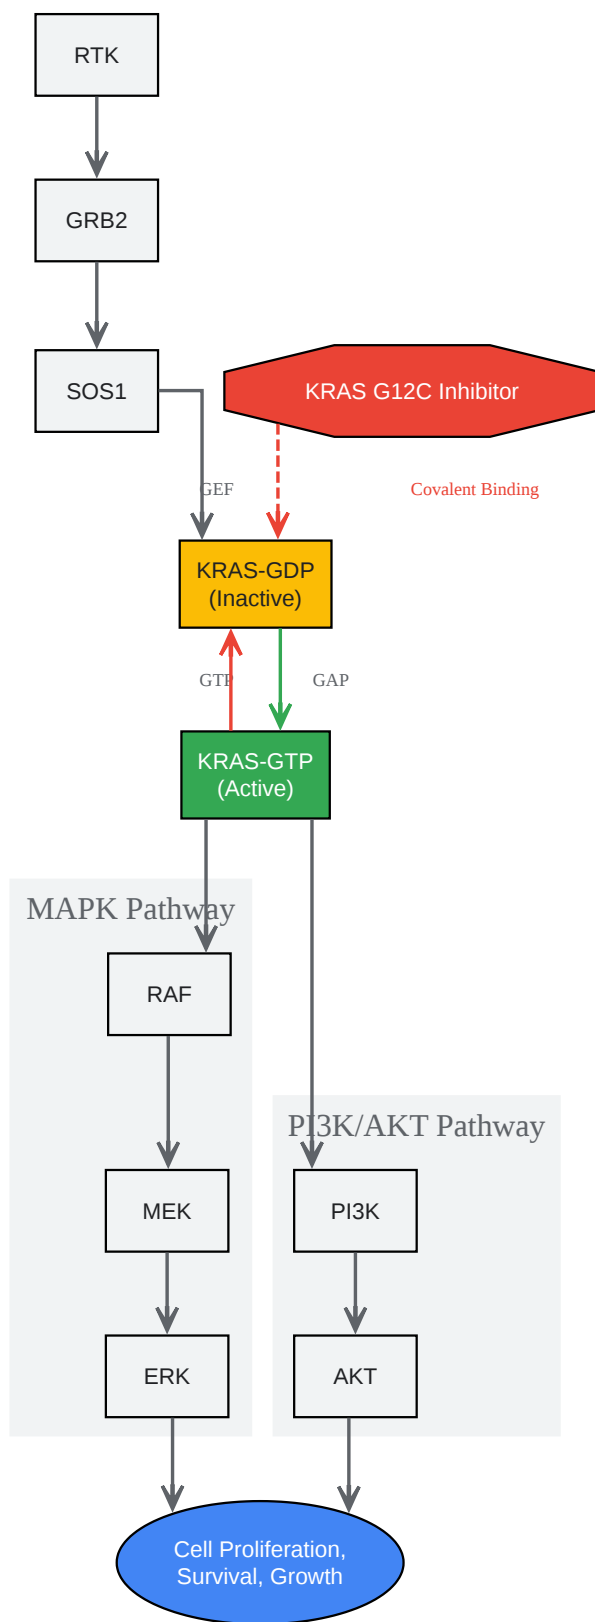 RTK
GRB2
SOS1
KRAS G12C Inhibitor
GEF
Covalent Binding
KRAS-GDP
(Inactive)
GTP
GAP
KRAS-GTP
(Active)
MAPK Pathway
RAF
PI3K/AKT Pathway
MEK
PI3K
ERK
AKT
Cell Proliferation,
Survival, Growth